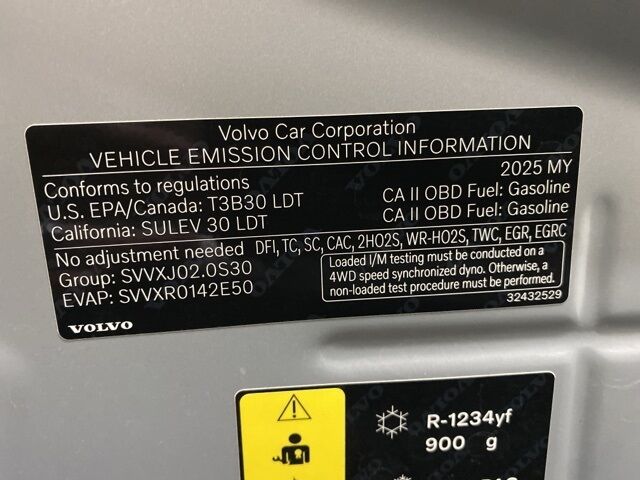 Volvo Car Corporation
VEHICLE EMISSION CONTROL INFORMATION
Conforms to regulations 2025 MY
U.S. EPA/Canada: T3B30 LDT CA II OBD Fuel: Gasoline
California: SULEV 30 LDT CA II OBD Fuel: Gasoline
No adjustment needed DFI, TC, SC, CAC, 2HO2S, WR-HO2S, TWC, EGR, EGRC
Group: SVVXJ02.0S30
EVAP: SVVXR0142E50
Loaded I/M testing must be conducted on a
4WD speed synchronized dyno. Otherwise, a
non-loaded test procedure must be performed.
32432529
VOLVO
R-1234yf
900 g